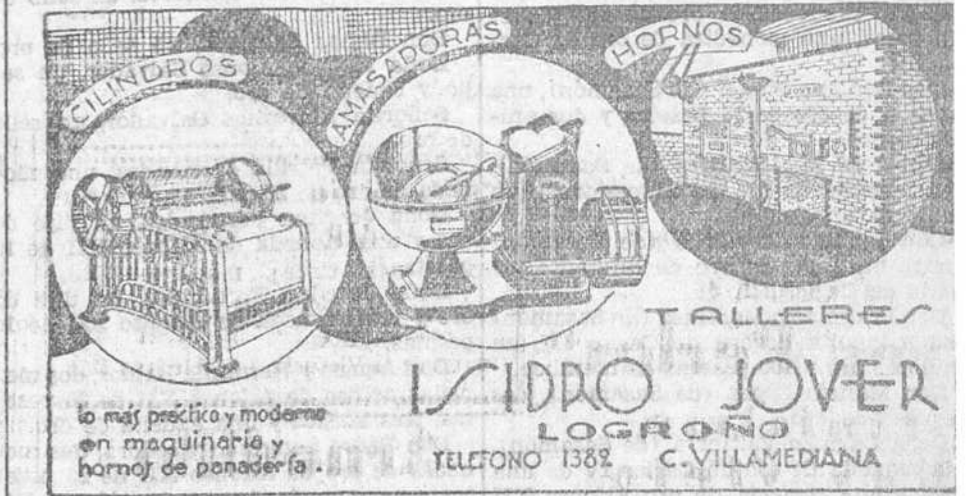 CILINDROS
AMASADORAS
HORNOS
TALLERES
ISIDRO JOVER
LOGROÑO
TELEFONO 1382 C. VILLAMEDIANA
lo más práctico y moderno
en maquinaria y
hornos de panadería.